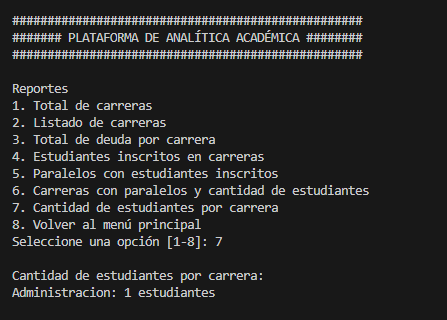 ##################################################
####### PLATAFORMA DE ANALÍTICA ACADÉMICA ########
##################################################
Reportes
1. Total de carreras
2. Listado de carreras
3. Total de deuda por carrera
4. Estudiantes inscritos en carreras
5. Paralelos con estudiantes inscritos
6. Carreras con paralelos y cantidad de estudiantes
7. Cantidad de estudiantes por carrera
8. Volver al menú principal
Seleccione una opción [1-8]: 7
Cantidad de estudiantes por carrera:
Administracion: 1 estudiantes